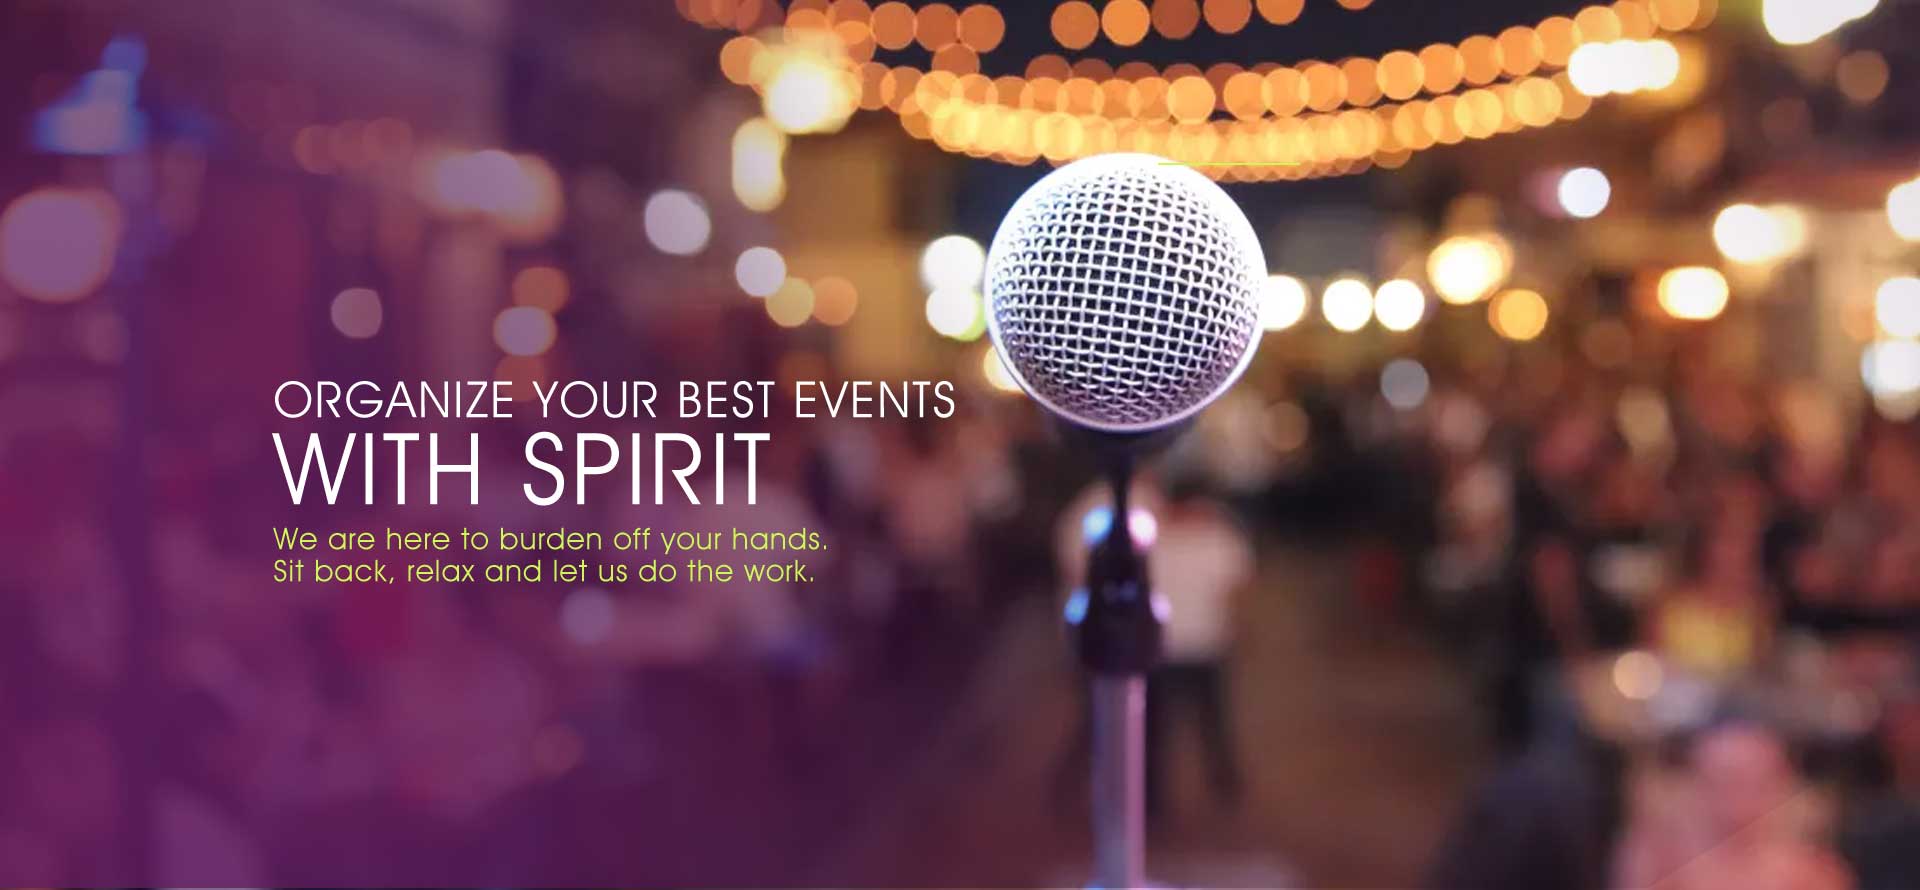 ORGANIZE YOUR BEST EVENTS
WITH SPIRIT
We are here to burden off your hands.
Sit back, relax and let us do the work.